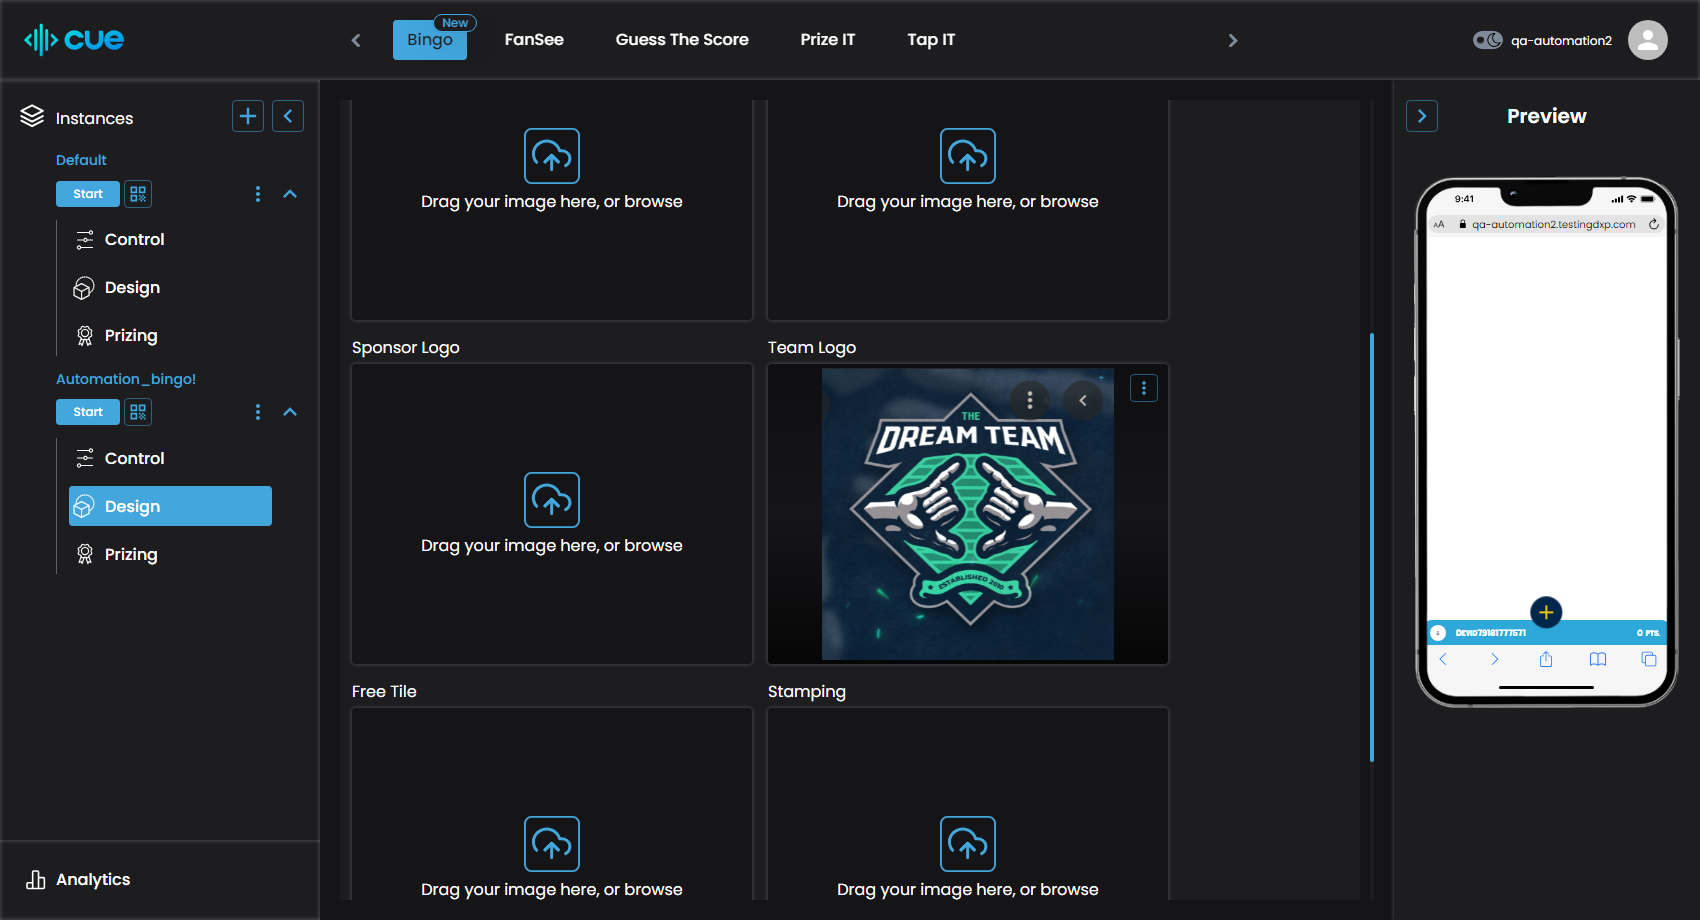 cue
Bingo
New
FanSee
Guess The Score
Prize IT
Tap IT
qa-automation2
Instances
Default
Start
Control
Design
Prizing
Automation_bingo!
Start
Control
Design
Prizing
Analytics
Drag your image here, or browse
Drag your image here, or browse
Sponsor Logo
Team Logo
Drag your image here, or browse
THE
DREAM TEAM
ESTABLISHED 2010
Free Tile
Stamping
Drag your image here, or browse
Drag your image here, or browse
Preview
9:41
AA
qa-automation2.testingdxp.com
DEVIO79181777571
0 PTS.